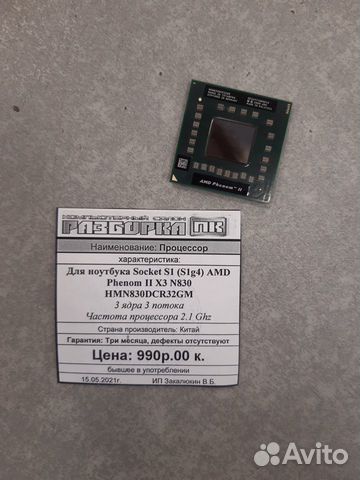 AMD Phenom™ II
КОМПЬЮТЕРНЫЙ САЛОН
РАЗБОРКА ПК
Наименование: Процессор
характеристика:
Для ноутбука Socket S1 (S1g4) AMD
Phenom II X3 N830
HMN830DCR32GM
3 ядра 3 потока
Частота процессора 2.1 Ghz
Страна производитель: Китай
Гарантия: Три месяца, дефекты отсутствуют
Цена: 990р.00 к.
бывшее в употреблении
15.05.2021г.
ИП Закалюкин В.Б.
Avito